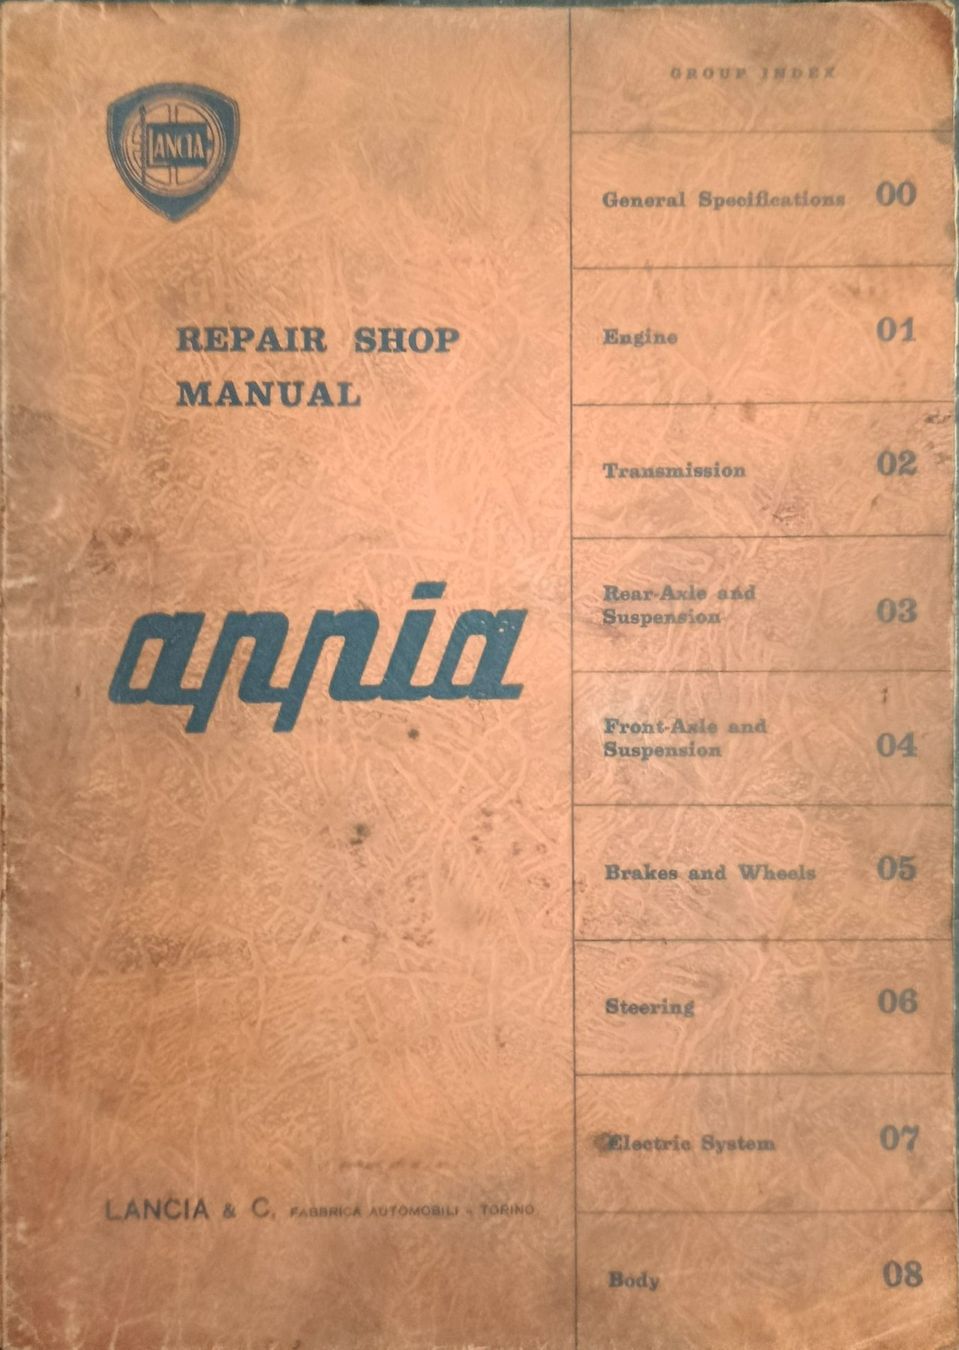 LANCIA
REPAIR SHOP
MANUAL
appia
LANCIA & C. FABBRICA AUTOMOBILI - TORINO
GROUP INDEX
General Specifications 00
Engine 01
Transmission 02
Rear-Axle and
Suspension 03
Front-Axle and
Suspension 04
Brakes and Wheels 05
Steering 06
Electric System 07
Body 08